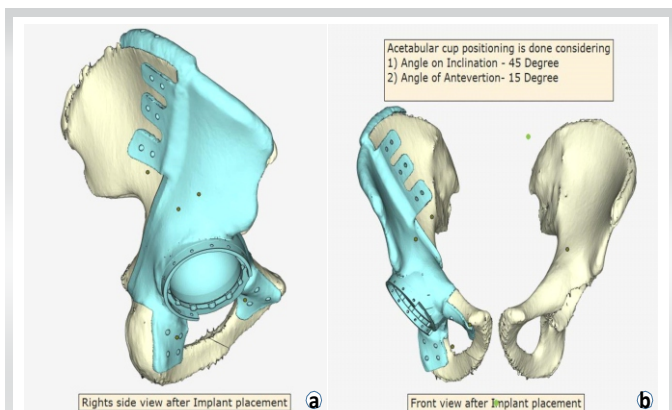 Acetabular cup positioning is done considering
1) Angle on Inclination - 45 Degree
2) Angle of Antevertion- 15 Degree
Rights side view after Implant placement
a
Front view after Implant placement
b